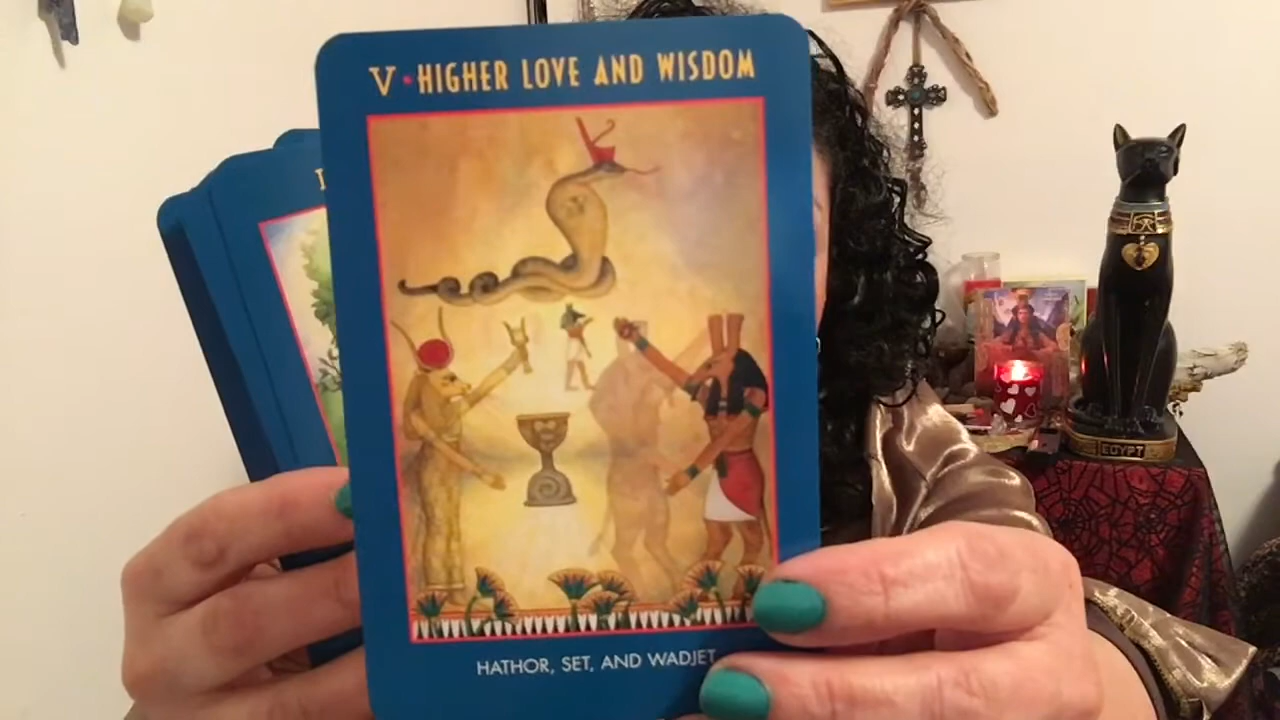 V • HIGHER LOVE AND WISDOM
HATHOR, SET, AND WADJET
EGYPT